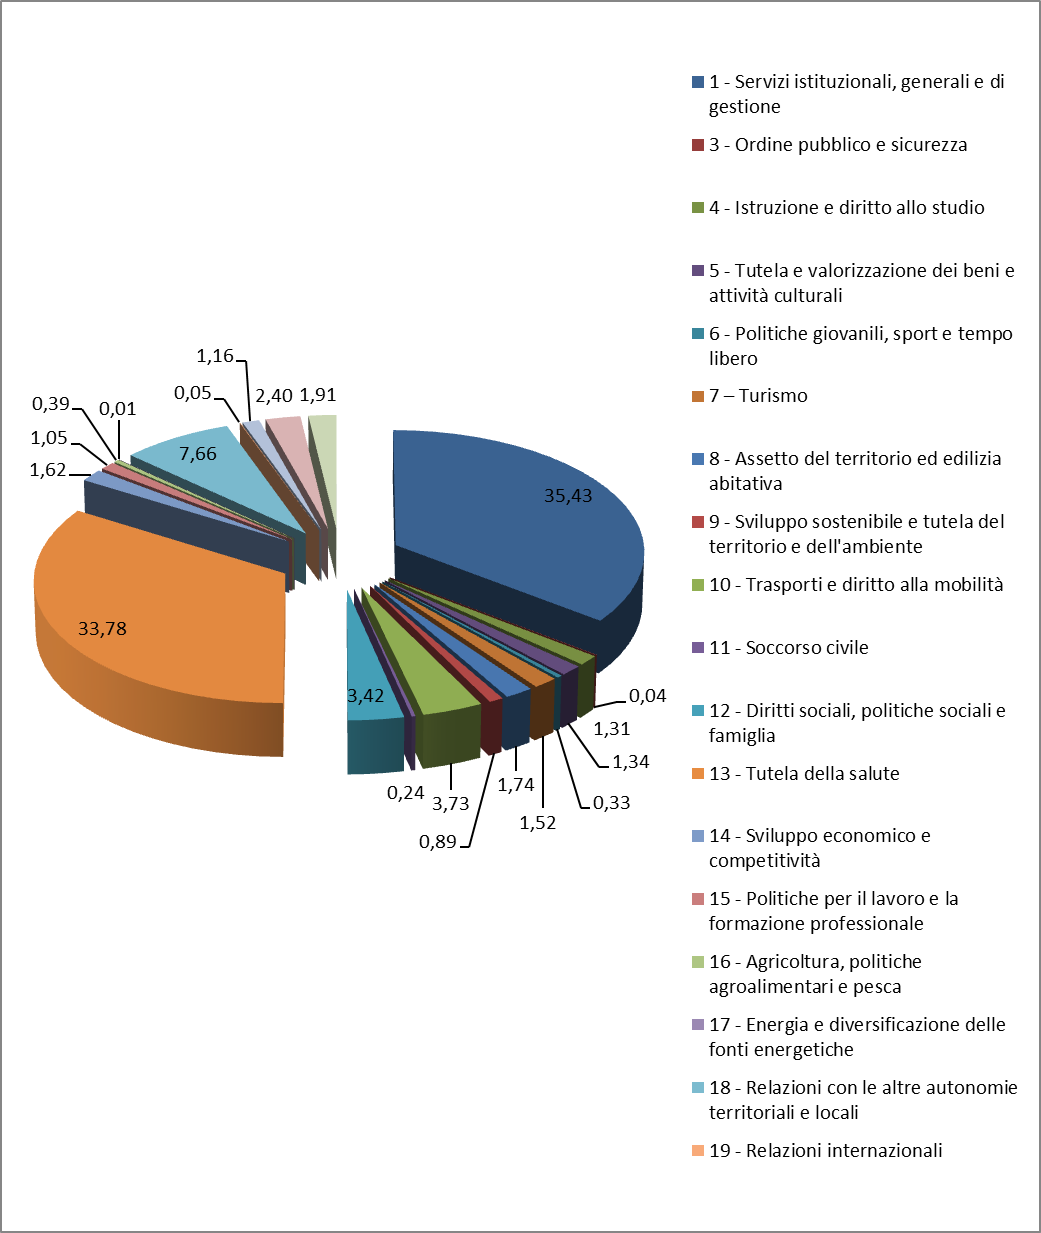 1 - Servizi istituzionali, generali e di
gestione
3 - Ordine pubblico e sicurezza
4 - Istruzione e diritto allo studio
5 - Tutela e valorizzazione dei beni e
attività culturali
6 - Politiche giovanili, sport e tempo
libero
7 – Turismo
8 - Assetto del territorio ed edilizia
abitativa
9 - Sviluppo sostenibile e tutela del
territorio e dell'ambiente
10 - Trasporti e diritto alla mobilità
11 - Soccorso civile
12 - Diritti sociali, politiche sociali e
famiglia
13 - Tutela della salute
14 - Sviluppo economico e
competitività
15 - Politiche per il lavoro e la
formazione professionale
16 - Agricoltura, politiche
agroalimentari e pesca
17 - Energia e diversificazione delle
fonti energetiche
18 - Relazioni con le altre autonomie
territoriali e locali
19 - Relazioni internazionali
35,43
0,04
1,31
1,34
0,33
1,52
1,74
0,89
3,73
0,24
3,42
33,78
1,62
1,05
0,39
0,01
7,66
0,05
1,16
2,40
1,91